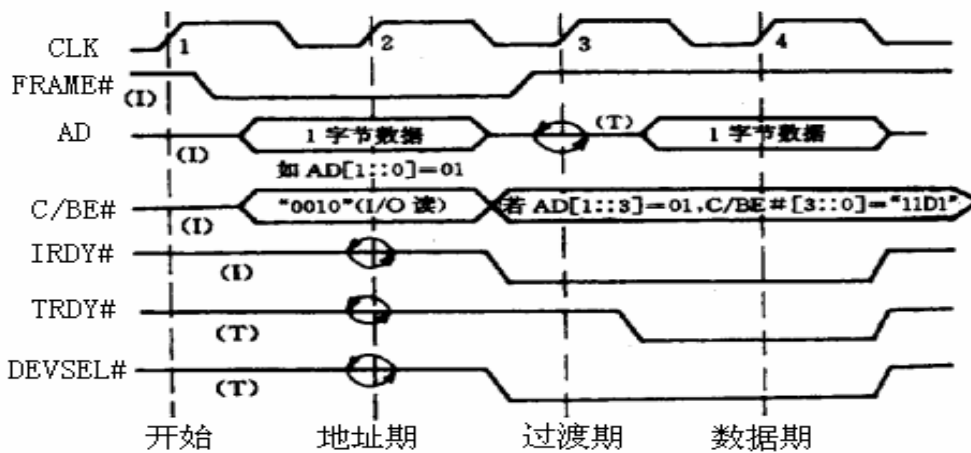 CLK 1 2 3 4
FRAME# (I)
AD (I) 1字节数据 (T) 1字节数据
如 AD[1::0]=01
C/BE# (I) "0010"(I/O 读) 若 AD[1::3]=01,C/BE#[3::0]="11D1"
IRDY# (I)
TRDY# (T)
DEVSEL# (T)
开始 地址期 过渡期 数据期